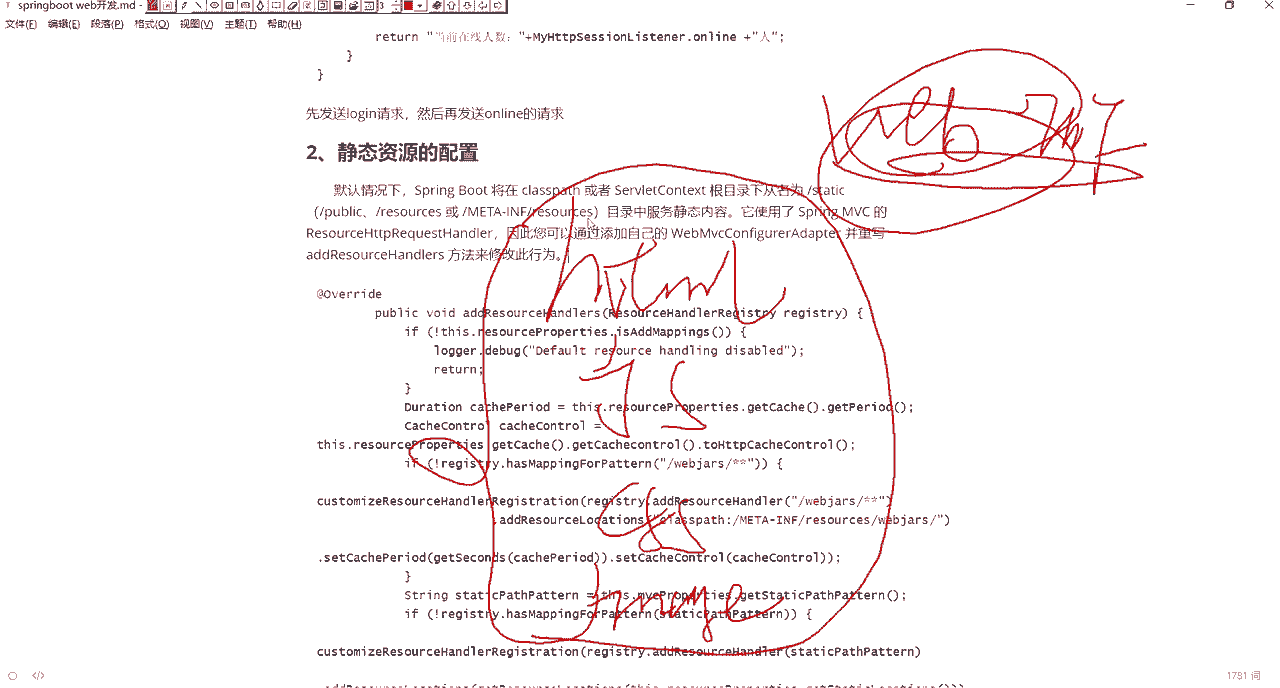 springboot web开发.md -
3
文件(F) 编辑(E) 段落(P) 格式(O) 视图(V) 主题(T) 帮助(H)
return "当前在线人数："+MyHttpSessionListener.online +"人";
}
}
先发送login请求，然后再发送online的请求
2、静态资源的配置
默认情况下，Spring Boot 将在 classpath 或者 ServletContext 根目录下从名为 /static
（/public、/resources 或 /META-INF/resources）目录中服务静态内容。它使用了 Spring MVC 的
ResourceHttpRequestHandler，因此您可以通过添加自己的 WebMvcConfigurerAdapter 并重写
addResourceHandlers 方法来修改此行为。
@Override
public void addResourceHandlers(ResourceHandlerRegistry registry) {
if (!this.resourceProperties.isAddMappings()) {
logger.debug("Default resource handling disabled");
return;
}
Duration cachePeriod = this.resourceProperties.getCache().getPeriod();
CacheControl cacheControl =
this.resourceProperties.getCache().getCachecontrol().toHttpCacheControl();
if (!registry.hasMappingForPattern("/webjars/**")) {
customizeResourceHandlerRegistration(registry.addResourceHandler("/webjars/**")
.addResourceLocations("classpath:/META-INF/resources/webjars/")
.setCachePeriod(getSeconds(cachePeriod)).setCacheControl(cacheControl));
}
String staticPathPattern = this.mvcProperties.getStaticPathPattern();
if (!registry.hasMappingForPattern(staticPathPattern)) {
customizeResourceHandlerRegistration(registry.addResourceHandler(staticPathPattern)
.addResourceLocations(getResourceLocations(this.resourceProperties.getStaticLocations()))
web
html
JS
css
Image
1781 词